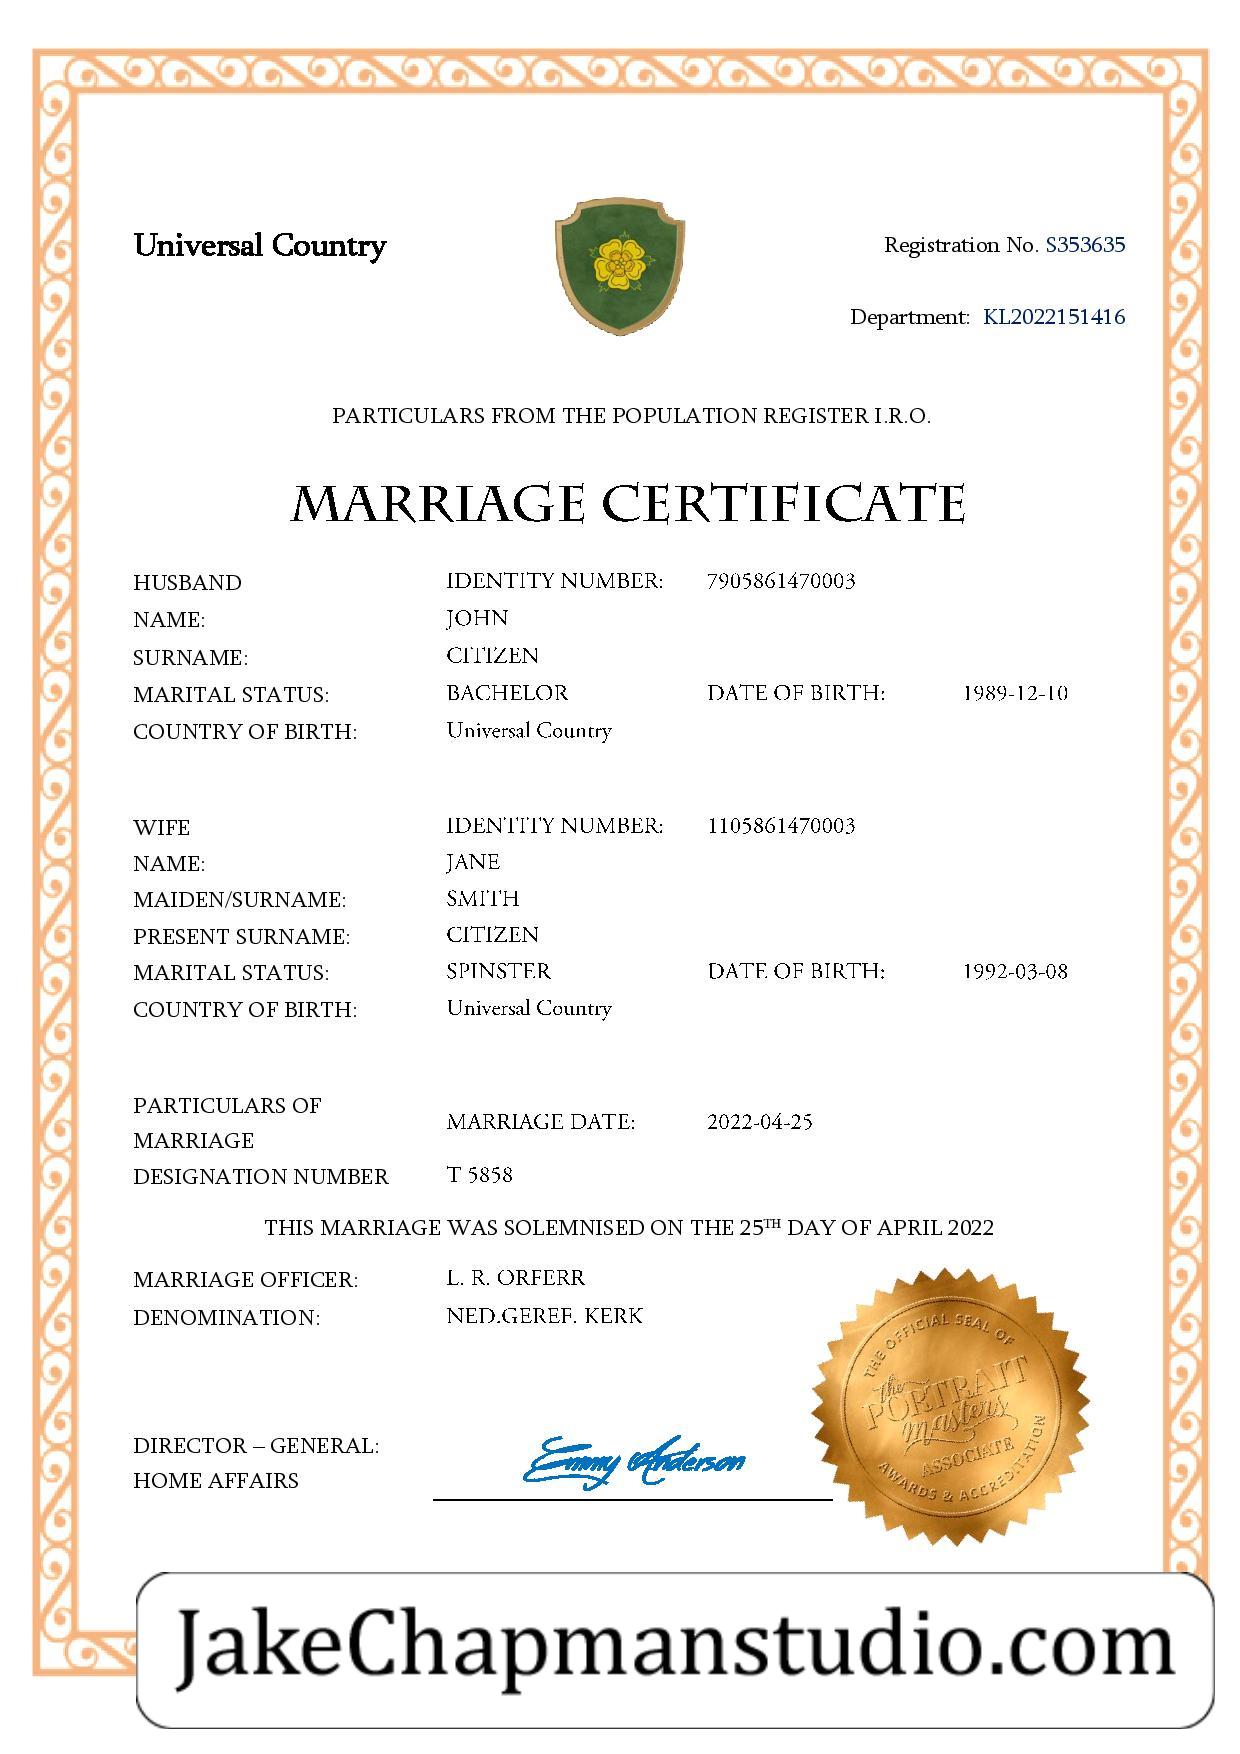 Universal Country
Registration No. S353635
Department: KL2022151416
PARTICULARS FROM THE POPULATION REGISTER I.R.O.
MARRIAGE CERTIFICATE
HUSBAND IDENTITY NUMBER: 7905861470003
NAME: JOHN
SURNAME: CITIZEN
MARITAL STATUS: BACHELOR DATE OF BIRTH: 1989-12-10
COUNTRY OF BIRTH: Universal Country
WIFE IDENTITY NUMBER: 1105861470003
NAME: JANE
MAIDEN/SURNAME: SMITH
PRESENT SURNAME: CITIZEN
MARITAL STATUS: SPINSTER DATE OF BIRTH: 1992-03-08
COUNTRY OF BIRTH: Universal Country
PARTICULARS OF
MARRIAGE
MARRIAGE DATE: 2022-04-25
DESIGNATION NUMBER T 5858
THIS MARRIAGE WAS SOLEMNISED ON THE 25TH DAY OF APRIL 2022
MARRIAGE OFFICER: L. R. ORFERR
DENOMINATION: NED.GEREF. KERK
THE OFFICIAL SEAL OF
The
PORTRAIT
Masters
ASSOCIATE
AWARDS & ACCREDITATION
DIRECTOR – GENERAL:
HOME AFFAIRS
Emmy Anderson
JakeChapmanstudio.com